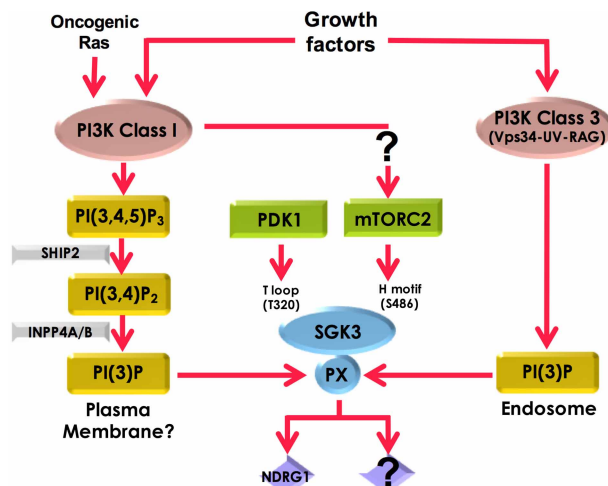 Oncogenic
Ras
Growth
factors
PI3K Class I
PI3K Class 3
(Vps34-UV-RAG)
?
PI(3,4,5)P₃
PDK1
mTORC2
SHIP2
T loop
(T320)
H motif
(S486)
PI(3,4)P₂
SGK3
INPP4A/B
PI(3)P
PX
PI(3)P
Plasma
Membrane?
Endosome
NDRG1
?